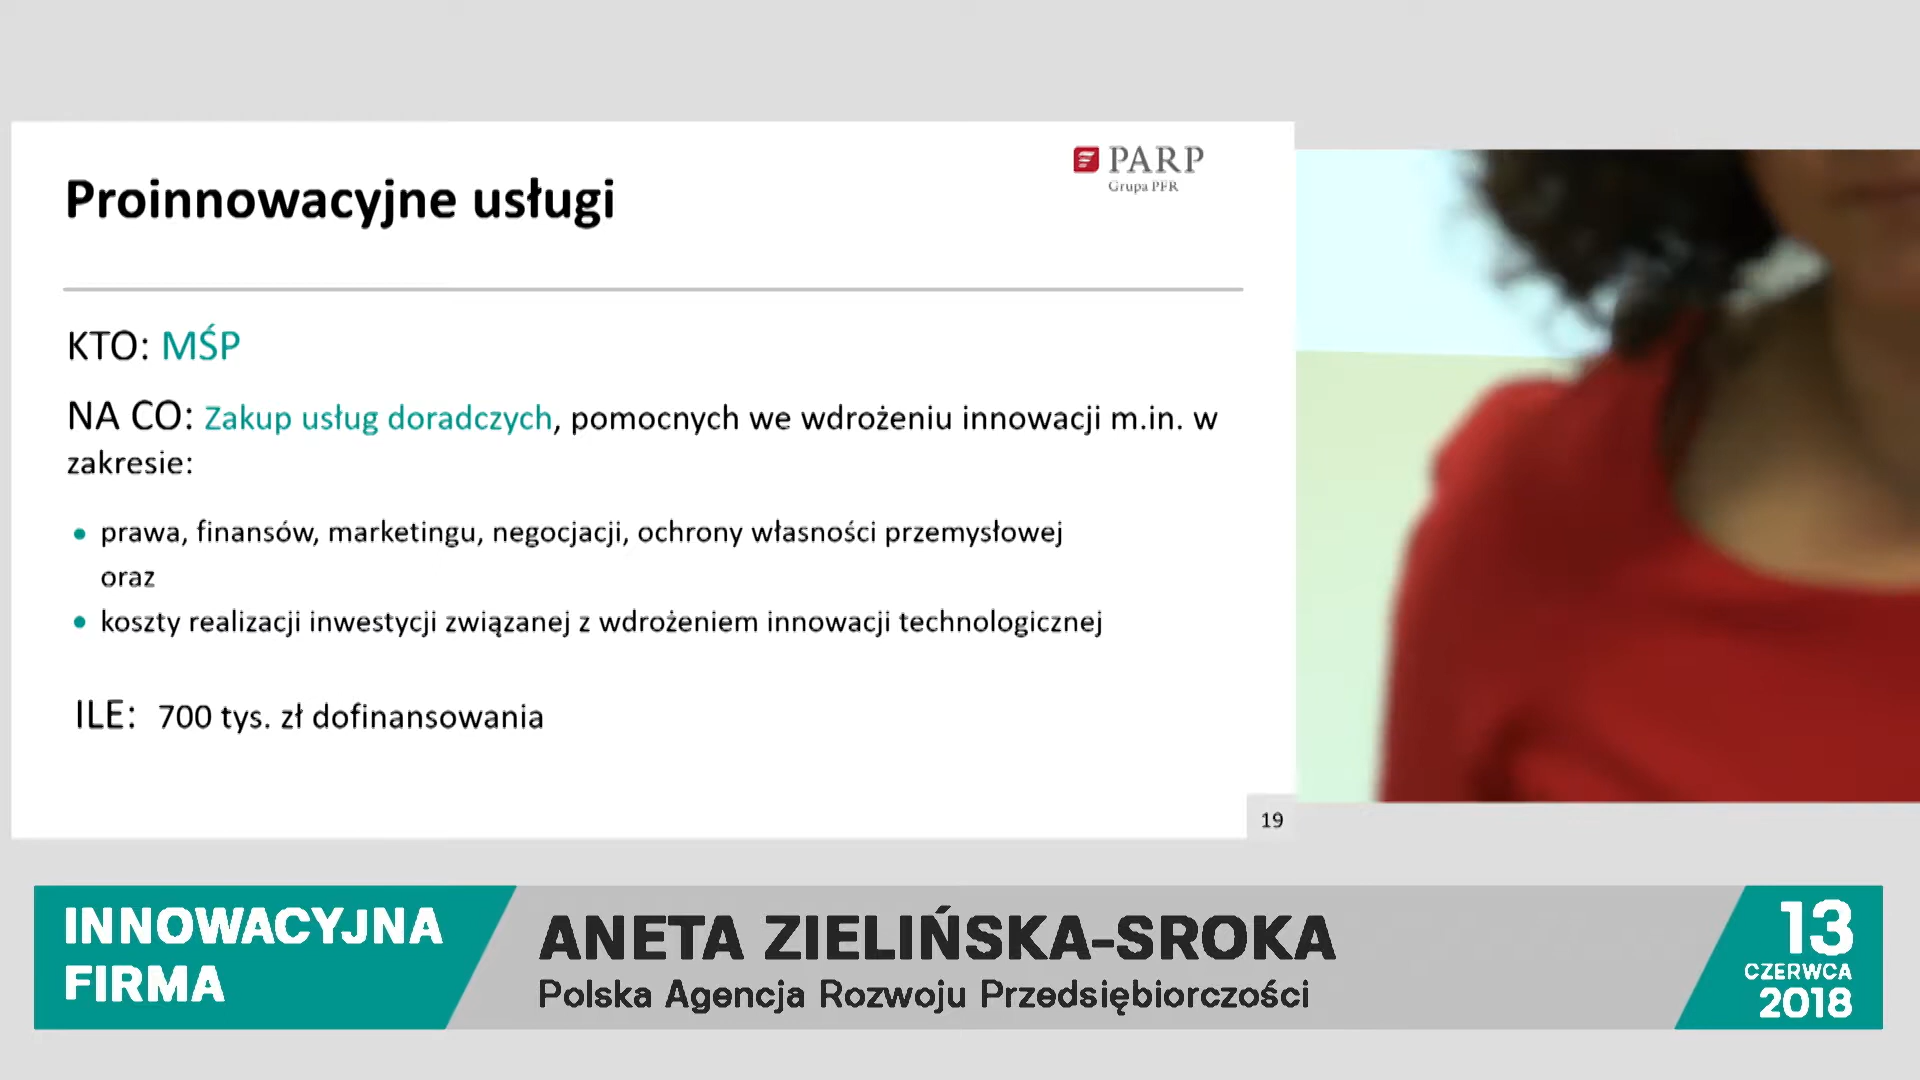 PARP
Grupa PFR
Proinnowacyjne usługi
KTO: MŚP
NA CO: Zakup usług doradczych, pomocnych we wdrożeniu innowacji m.in. w
zakresie:
• prawa, finansów, marketingu, negocjacji, ochrony własności przemysłowej
oraz
• koszty realizacji inwestycji związanej z wdrożeniem innowacji technologicznej
ILE: 700 tys. zł dofinansowania
19
INNOWACYJNA
FIRMA
ANETA ZIELIŃSKA-SROKA
Polska Agencja Rozwoju Przedsiębiorczości
13
CZERWCA
2018